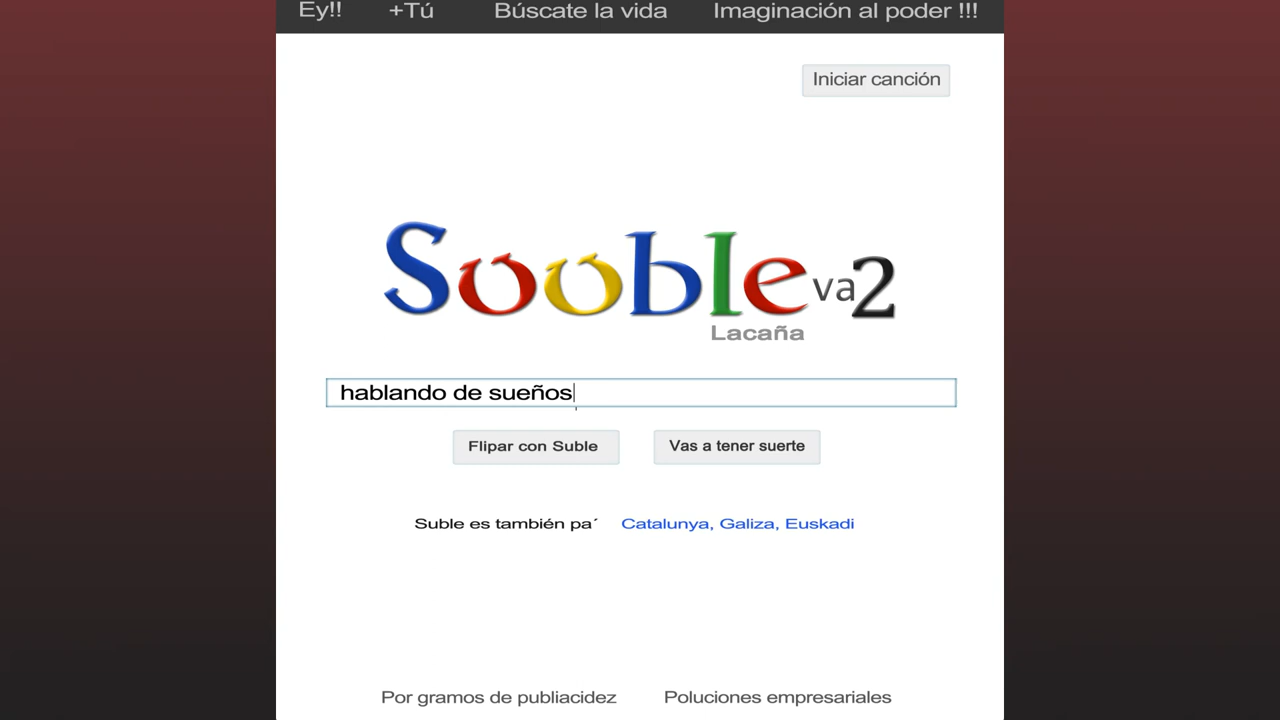 Ey!! +Tú Búscate la vida Imaginación al poder !!!
Iniciar canción
Sooble va2
Lacaña
hablando de sueños
Flipar con Suble Vas a tener suerte
Suble es también pa´ Catalunya, Galiza, Euskadi
Por gramos de publiacidez Poluciones empresariales